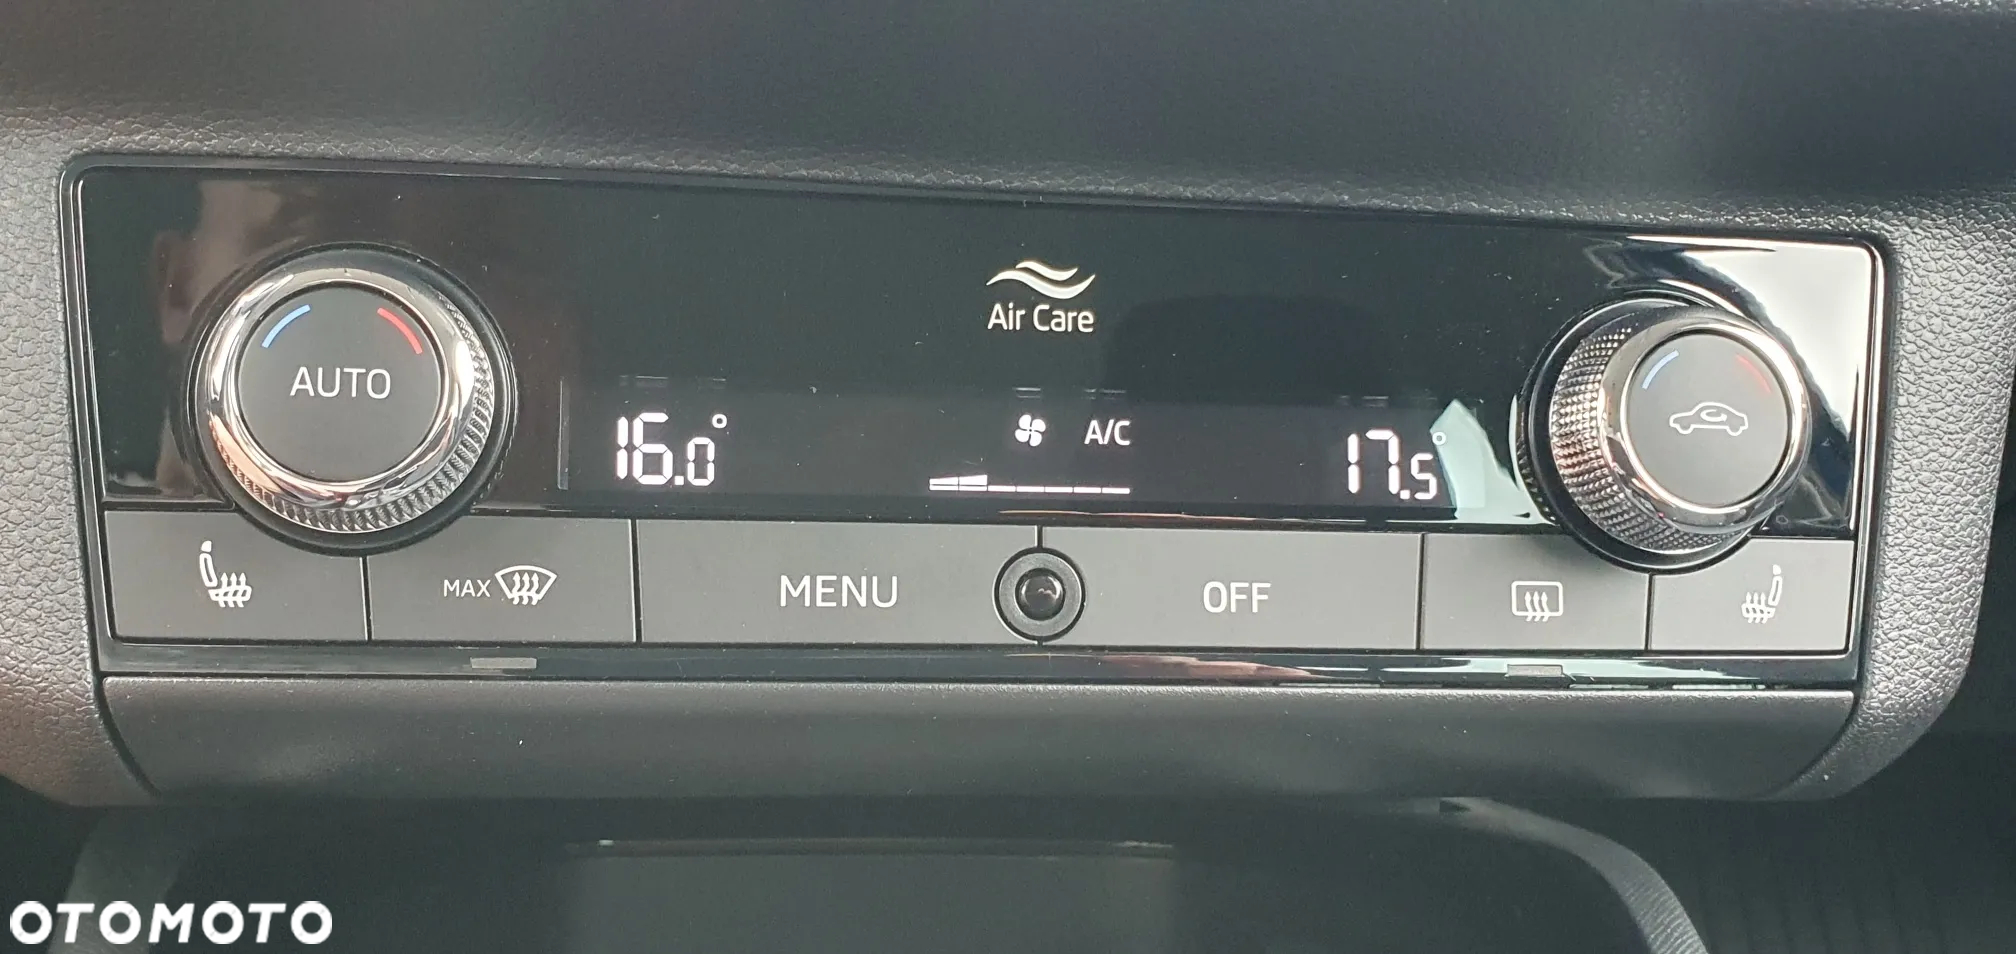 Air Care
AUTO
16.0° A/C 17.5°
MAX MENU OFF
OTOMOTO